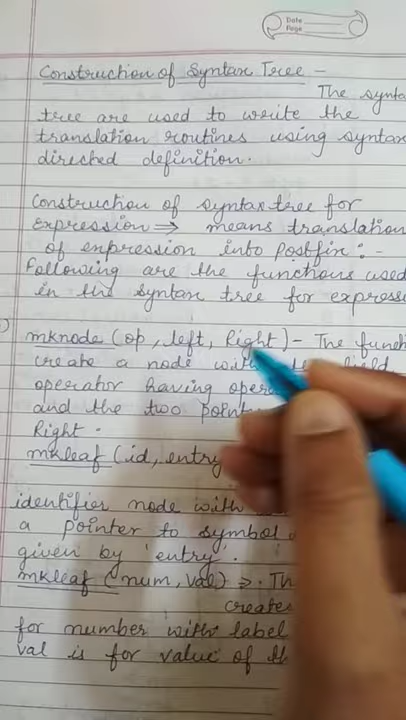 Date
Page
Construction of Syntax Tree -
The synta
tree are used to write the
translation routines using syntax
directed definition.
Construction of syntax tree for
expression ⇒ means translation
of expression into postfix :-
Following are the functions used
in the syntax tree for express
mknode (op, left, Right) - The funct
create a node with
operator having oper
and the two pointe
Right -
mkleaf (id, entry
identifier node with
a pointer to symbol
given by 'entry'.
mkleaf (num, val) ⇒. Th
creates
for number with label
val is for value of th